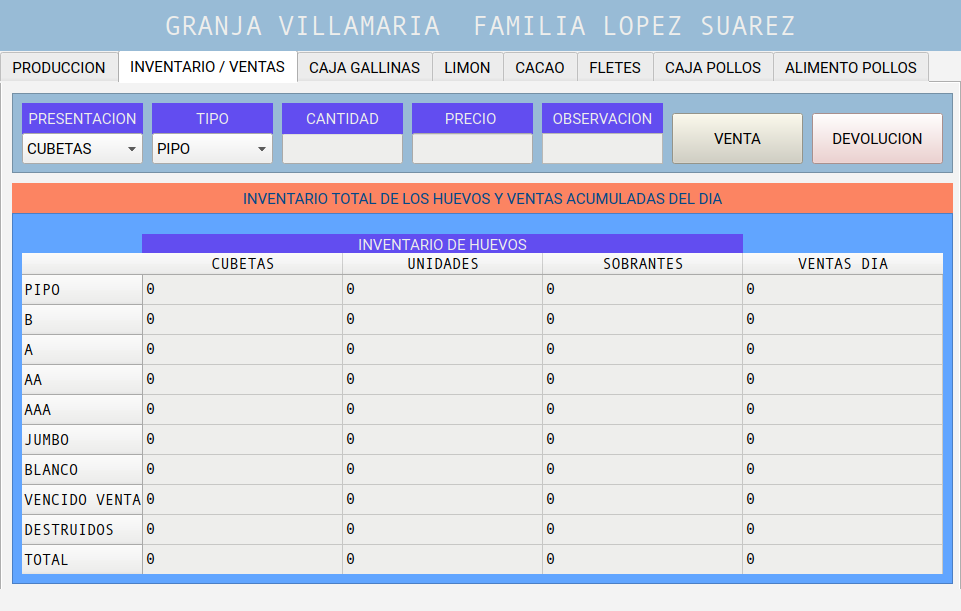 GRANJA VILLAMARIA  FAMILIA LOPEZ SUAREZ
PRODUCCION INVENTARIO / VENTAS CAJA GALLINAS LIMON CACAO FLETES CAJA POLLOS ALIMENTO POLLOS
PRESENTACION TIPO CANTIDAD PRECIO OBSERVACION
CUBETAS PIPO VENTA DEVOLUCION
INVENTARIO TOTAL DE LOS HUEVOS Y VENTAS ACUMULADAS DEL DIA
INVENTARIO DE HUEVOS
CUBETAS UNIDADES SOBRANTES VENTAS DIA
PIPO 0 0 0 0
B 0 0 0 0
A 0 0 0 0
AA 0 0 0 0
AAA 0 0 0 0
JUMBO 0 0 0 0
BLANCO 0 0 0 0
VENCIDO VENTA 0 0 0 0
DESTRUIDOS 0 0 0 0
TOTAL 0 0 0 0